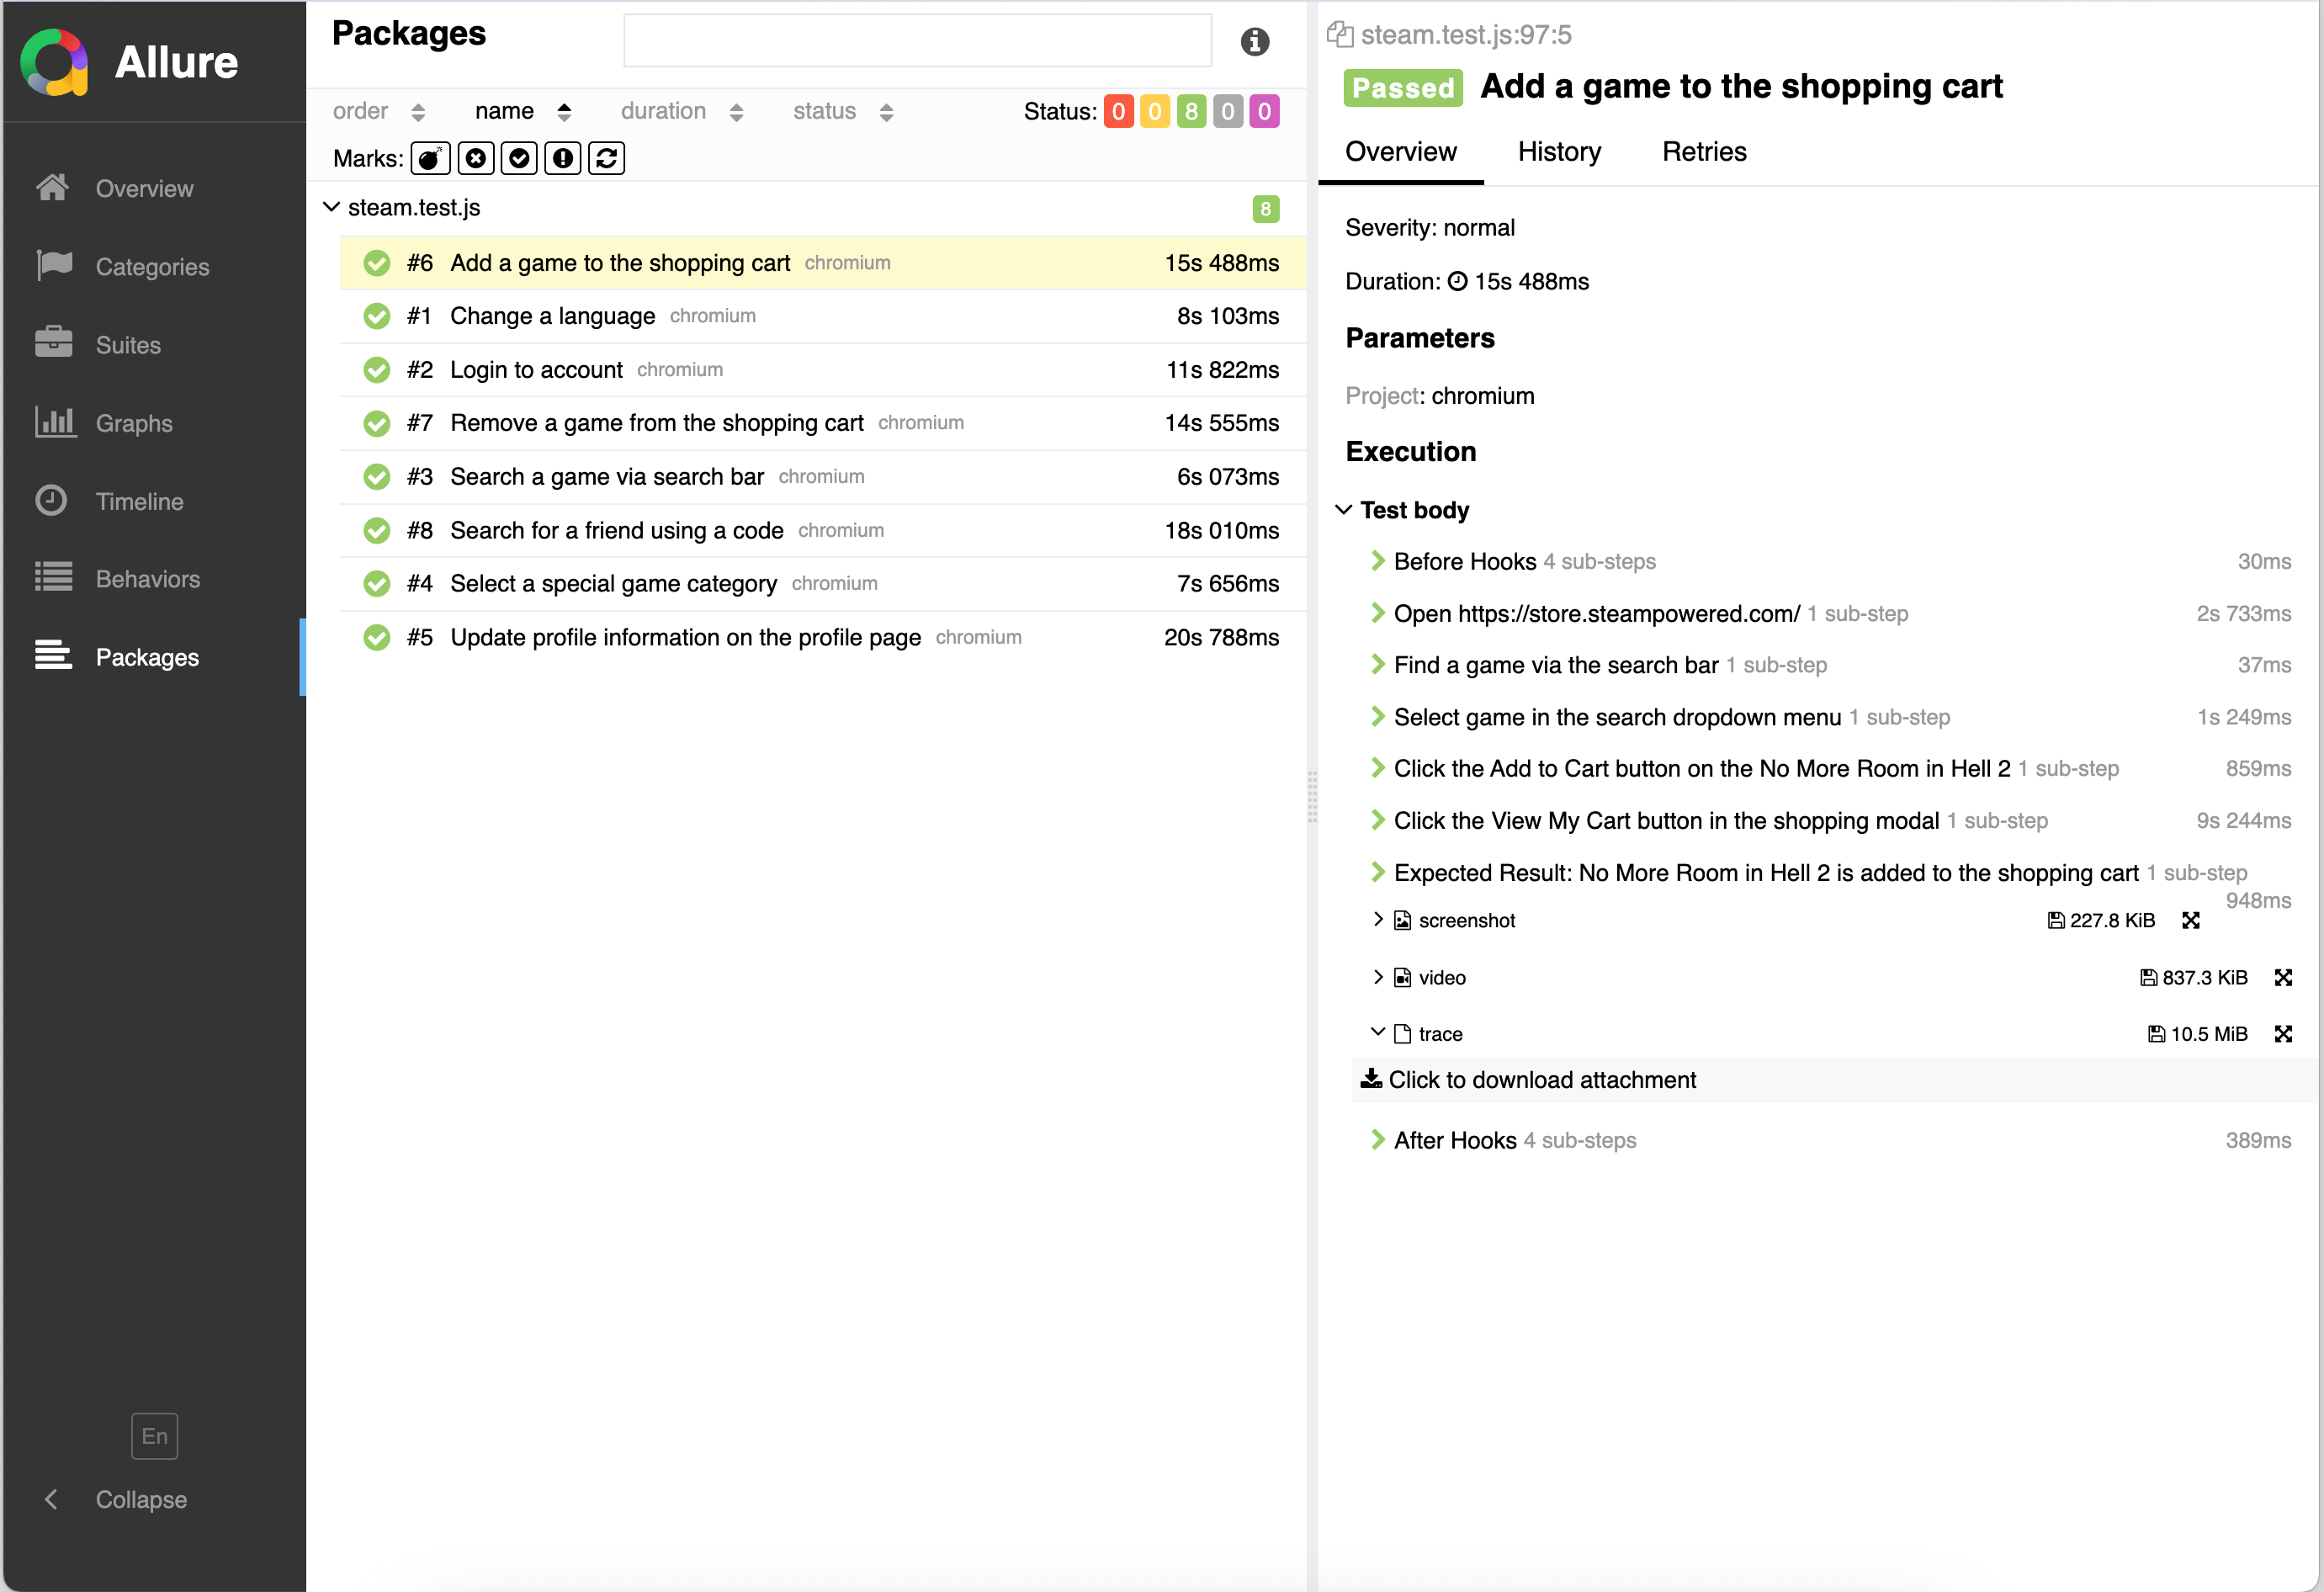 Allure
Overview
Categories
Suites
Graphs
Timeline
Behaviors
Packages
En
Collapse
Packages
order name duration status Status: 0 0 8 0 0
Marks:
steam.test.js 8
#6 Add a game to the shopping cart chromium 15s 488ms
#1 Change a language chromium 8s 103ms
#2 Login to account chromium 11s 822ms
#7 Remove a game from the shopping cart chromium 14s 555ms
#3 Search a game via search bar chromium 6s 073ms
#8 Search for a friend using a code chromium 18s 010ms
#4 Select a special game category chromium 7s 656ms
#5 Update profile information on the profile page chromium 20s 788ms
steam.test.js:97:5
Passed Add a game to the shopping cart
Overview History Retries
Severity: normal
Duration: 15s 488ms
Parameters
Project: chromium
Execution
Test body
Before Hooks 4 sub-steps 30ms
Open https://store.steampowered.com/ 1 sub-step 2s 733ms
Find a game via the search bar 1 sub-step 37ms
Select game in the search dropdown menu 1 sub-step 1s 249ms
Click the Add to Cart button on the No More Room in Hell 2 1 sub-step 859ms
Click the View My Cart button in the shopping modal 1 sub-step 9s 244ms
Expected Result: No More Room in Hell 2 is added to the shopping cart 1 sub-step
948ms
screenshot 227.8 KiB
video 837.3 KiB
trace 10.5 MiB
Click to download attachment
After Hooks 4 sub-steps 389ms